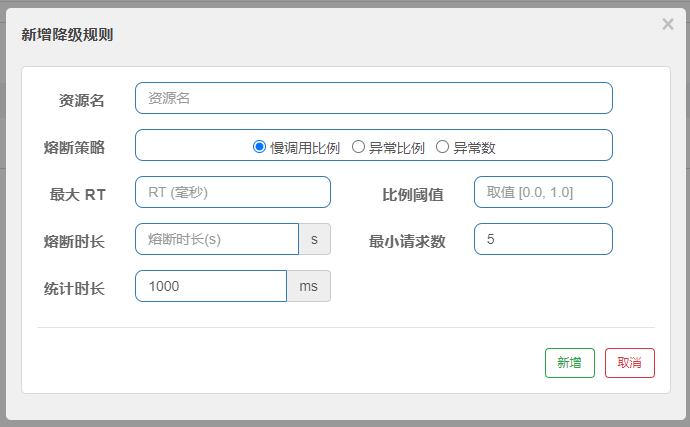 新增降级规则
×
资源名 资源名
熔断策略 慢调用比例 异常比例 异常数
最大 RT RT (毫秒) 比例阈值 取值 [0.0, 1.0]
熔断时长 熔断时长(s) s 最小请求数 5
统计时长 1000 ms
新增 取消